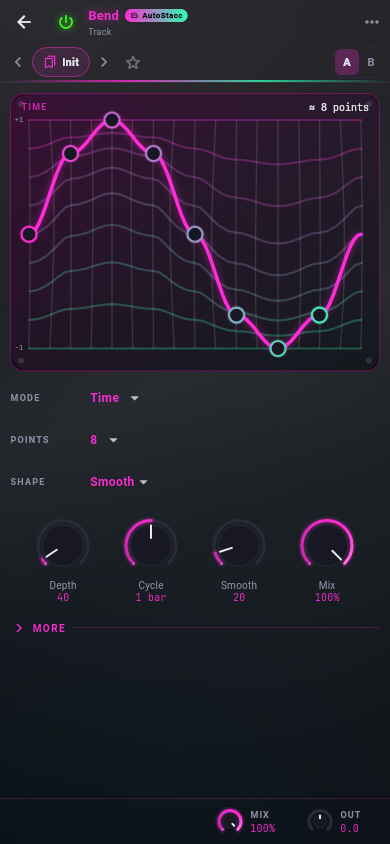 Bend AutoStacc
Track
Init A B
TIME ≈ 8 points
+1
-1
MODE Time
POINTS 8
SHAPE Smooth
Depth Cycle Smooth Mix
40 1 bar 20 100%
MORE
MIX OUT
100% 0.0